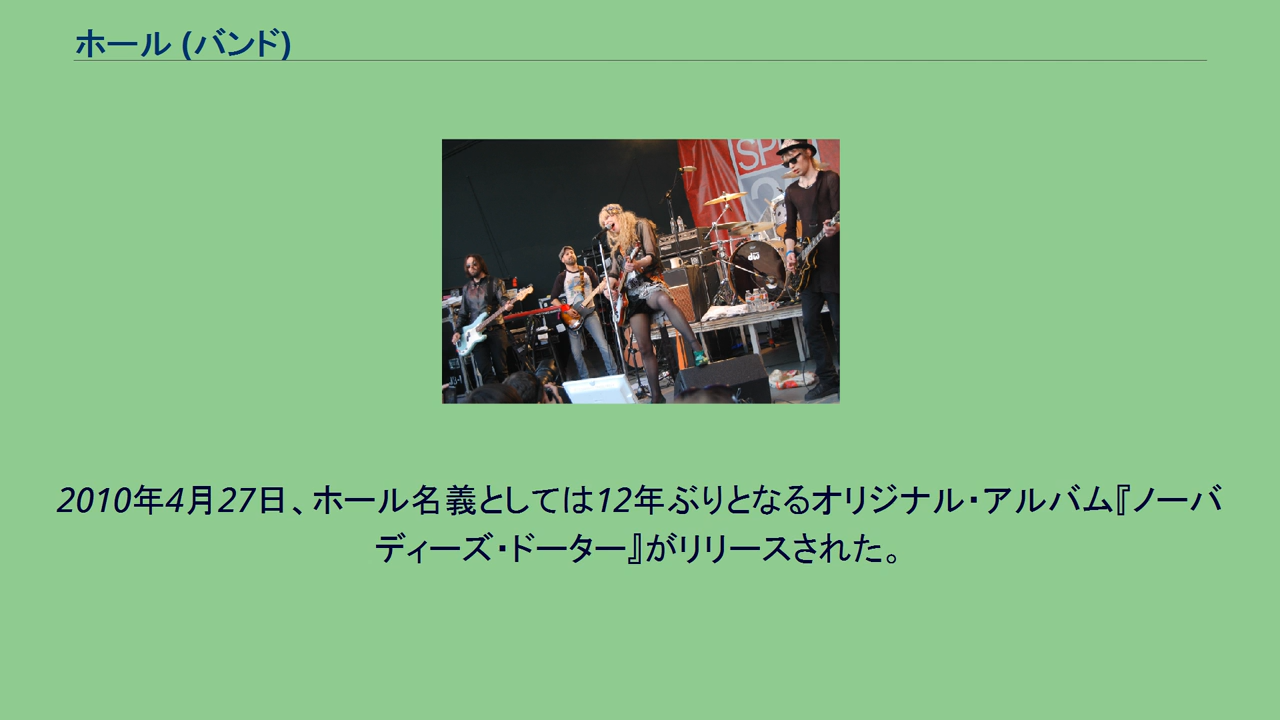 ホール (バンド)
2010年4月27日、ホール名義としては12年ぶりとなるオリジナル・アルバム『ノーバ
ディーズ・ドーター』がリリースされた。